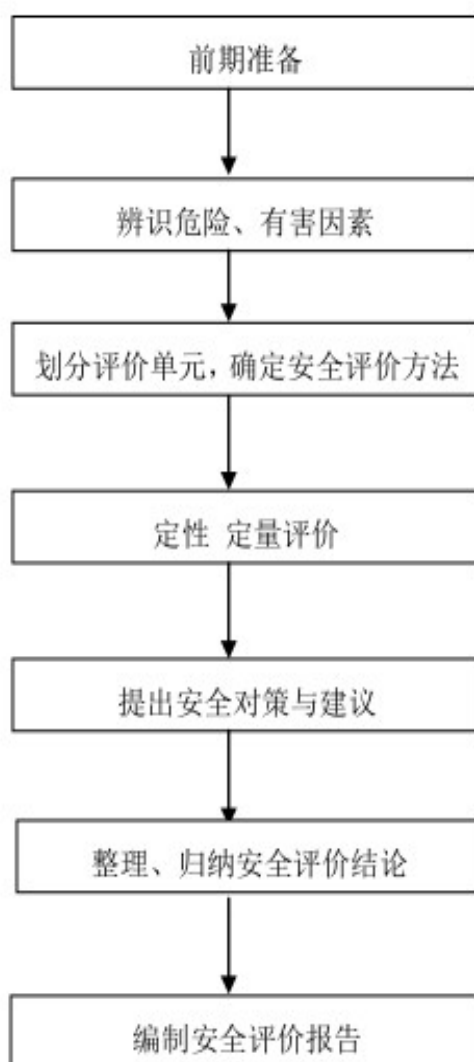 前期准备
辨识危险、有害因素
划分评价单元，确定安全评价方法
定性 定量评价
提出安全对策与建议
整理、归纳安全评价结论
编制安全评价报告